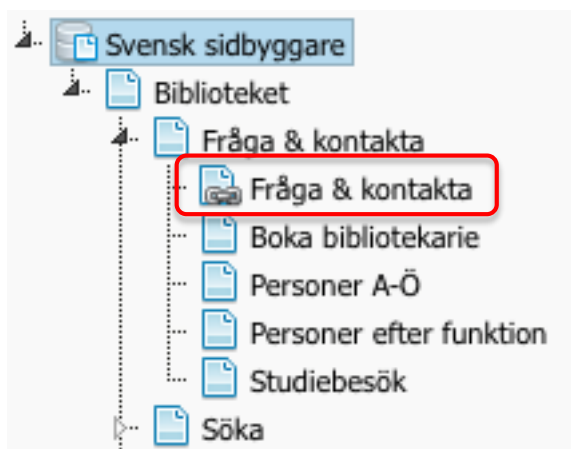 Svensk sidbyggare
Biblioteket
Fråga & kontakta
Fråga & kontakta
Boka bibliotekarie
Personer A-Ö
Personer efter funktion
Studiebesök
Söka